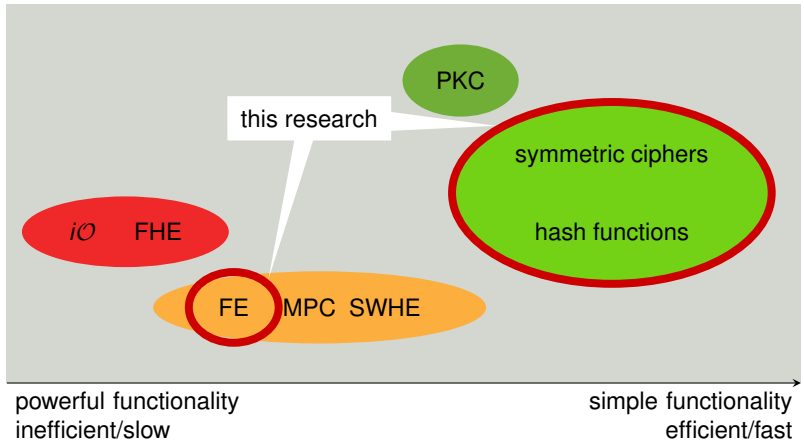 PKC
this research
symmetric ciphers
iO FHE
hash functions
FE MPC SWHE
powerful functionality
inefficient/slow
simple functionality
efficient/fast